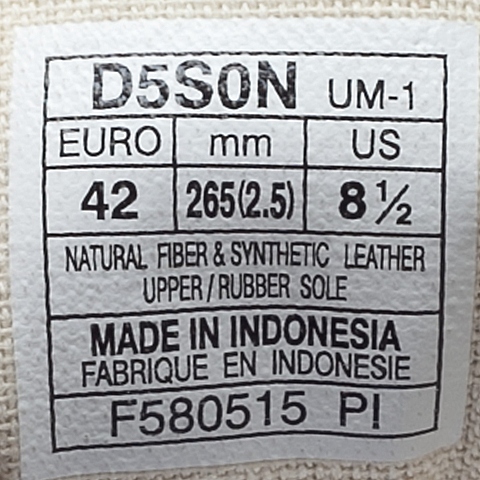 D5S0N UM-1
EURO mm US
42 265(2.5) 8 ½
NATURAL FIBER & SYNTHETIC LEATHER
UPPER / RUBBER SOLE
MADE IN INDONESIA
FABRIQUE EN INDONESIE
F580515 PI